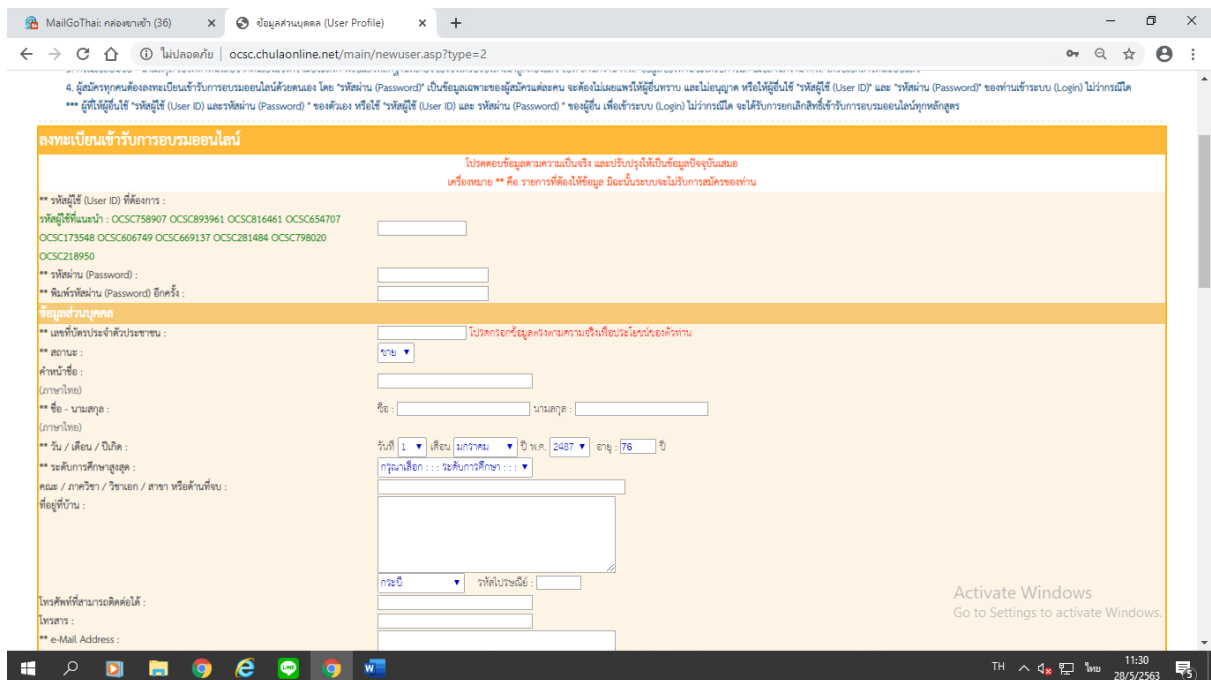 MailGoThai: กล่องขาเข้า (36)
ข้อมูลส่วนบุคคล (User Profile)
ไม่ปลอดภัย | ocsc.chulaonline.net/main/newuser.asp?type=2
4. ผู้สมัครทุกคนต้องลงทะเบียนเข้ารับการอบรมออนไลน์ด้วยตนเอง โดย "รหัสผ่าน (Password)" เป็นข้อมูลเฉพาะของผู้สมัครแต่ละคน จะต้องไม่เผยแพร่ให้ผู้อื่นทราบ และไม่อนุญาต หรือให้ผู้อื่นใช้ "รหัสผู้ใช้ (User ID)" และ "รหัสผ่าน (Password)" ของท่านเข้าระบบ (Login) ไม่ว่ากรณีใด
*** ผู้ที่ให้ผู้อื่นใช้ "รหัสผู้ใช้ (User ID) และรหัสผ่าน (Password) " ของตัวเอง หรือใช้ "รหัสผู้ใช้ (User ID) และ รหัสผ่าน (Password) " ของผู้อื่น เพื่อเข้าระบบ (Login) ไม่ว่ากรณีใด จะได้รับการยกเลิกสิทธิ์เข้ารับการอบรมออนไลน์ทุกหลักสูตร
ลงทะเบียนเข้ารับการอบรมออนไลน์
โปรดตอบข้อมูลตามความเป็นจริง และปรับปรุงให้เป็นข้อมูลปัจจุบันเสมอ
เครื่องหมาย ** คือ รายการที่ต้องให้ข้อมูล มิฉะนั้นระบบจะไม่รับการสมัครของท่าน
** รหัสผู้ใช้ (User ID) ที่ต้องการ :
รหัสผู้ใช้ที่แนะนำ : OCSC758907 OCSC893961 OCSC816461 OCSC654707
OCSC173548 OCSC606749 OCSC669137 OCSC281484 OCSC798020
OCSC218950
** รหัสผ่าน (Password) :
** พิมพ์รหัสผ่าน (Password) อีกครั้ง :
ข้อมูลส่วนบุคคล
** เลขที่บัตรประจำตัวประชาชน : โปรดกรอกข้อมูลตรงตามความจริงเพื่อประโยชน์ของตัวท่าน
** สถานะ : ชาย
คำหน้าชื่อ :
(ภาษาไทย)
** ชื่อ - นามสกุล : ชื่อ : นามสกุล :
(ภาษาไทย)
** วัน / เดือน / ปีเกิด : วันที่ 1 เดือน มกราคม ปี พ.ศ. 2487 อายุ : 76 ปี
** ระดับการศึกษาสูงสุด : กรุณาเลือก : : : ระดับการศึกษา : : :
คณะ / ภาควิชา / วิชาเอก / สาขา หรือด้านที่จบ :
ที่อยู่ที่บ้าน :
กระบี่ รหัสไปรษณีย์ :
โทรศัพท์ที่สามารถติดต่อได้ :
โทรสาร :
** e-Mail Address :
Activate Windows
Go to Settings to activate Windows.
TH ไทย 11:30
28/5/2563